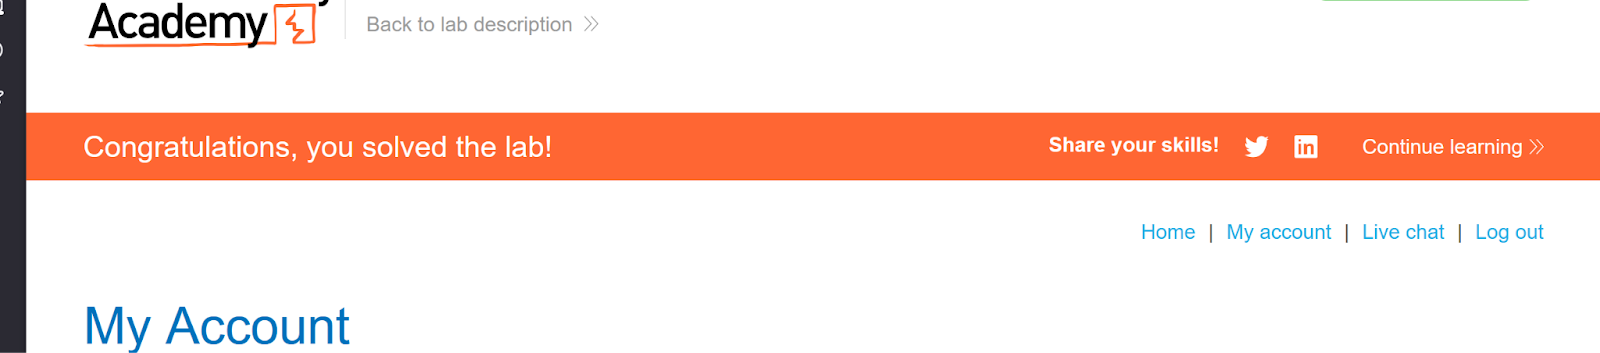 Academy
Back to lab description
Congratulations, you solved the lab!
Share your skills!
Continue learning
Home | My account | Live chat | Log out
My Account